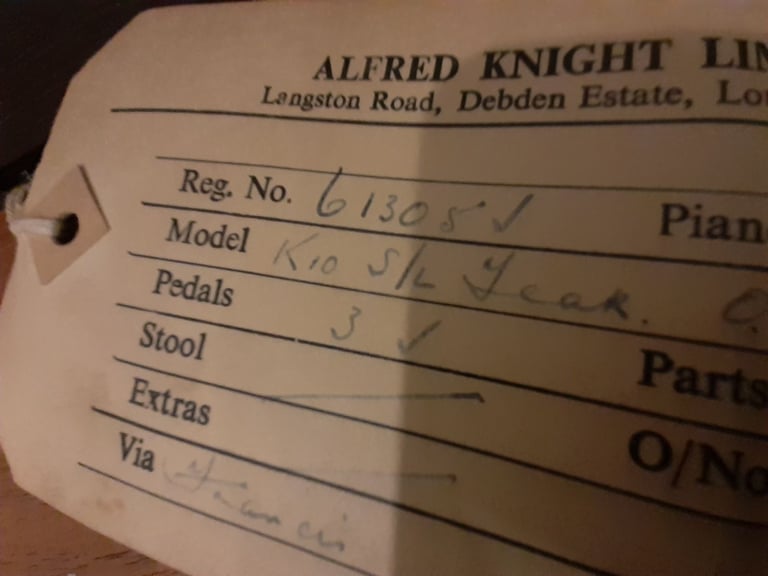 ALFRED KNIGHT LIM
Langston Road, Debden Estate, Lo
Reg. No. 61305 ✓ Pian
Model K10 S/L Teak. O.
Pedals 3 ✓
Stool — Parts
Extras — O/No
Via Francis